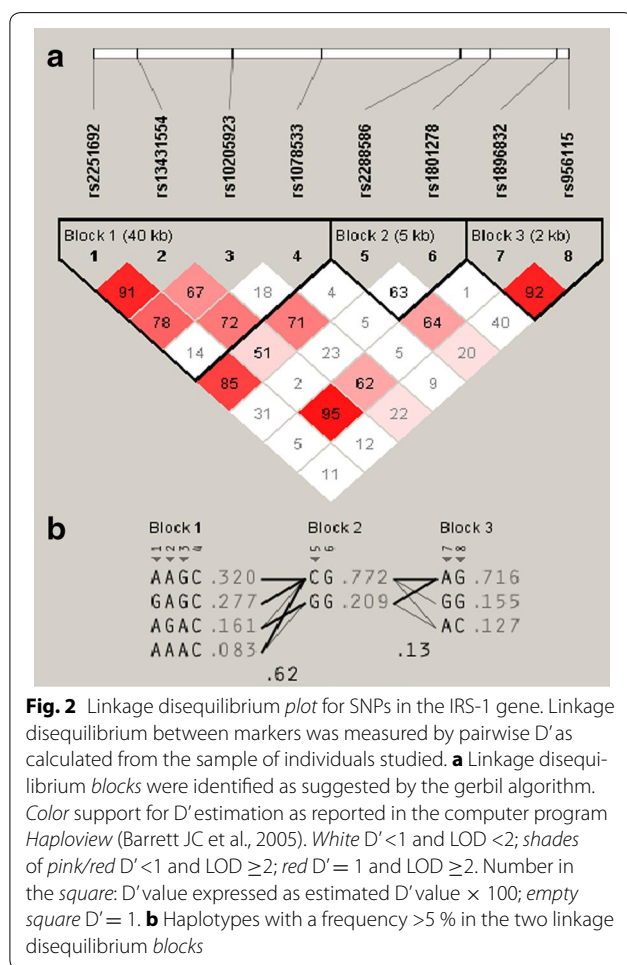 a
rs2251692 rs13431554 rs10205923 rs1078533 rs2288586 rs1801278 rs1896832 rs956115
Block 1 (40 kb) Block 2 (5 kb) Block 3 (2 kb)
1 2 3 4 5 6 7 8
91 67 18 4 63 1 92
78 72 71 5 64 40
14 51 23 5 20
85 2 62 9
31 95 22
5 12
11
b
Block 1 Block 2 Block 3
1 2 3 4 5 6 7 8
AAGC .320 CG .772 AG .716
GAGC .277 GG .209 GG .155
AGAC .161 AC .127
AAAC .083
.62 .13
Fig. 2 Linkage disequilibrium plot for SNPs in the IRS-1 gene. Linkage
disequilibrium between markers was measured by pairwise D′ as
calculated from the sample of individuals studied. a Linkage disequi-
librium blocks were identified as suggested by the gerbil algorithm.
Color support for D′ estimation as reported in the computer program
Haploview (Barrett JC et al., 2005). White D′ <1 and LOD <2; shades
of pink/red D′ <1 and LOD ≥2; red D′ = 1 and LOD ≥2. Number in
the square: D′ value expressed as estimated D′ value × 100; empty
square D′ = 1. b Haplotypes with a frequency >5 % in the two linkage
disequilibrium blocks